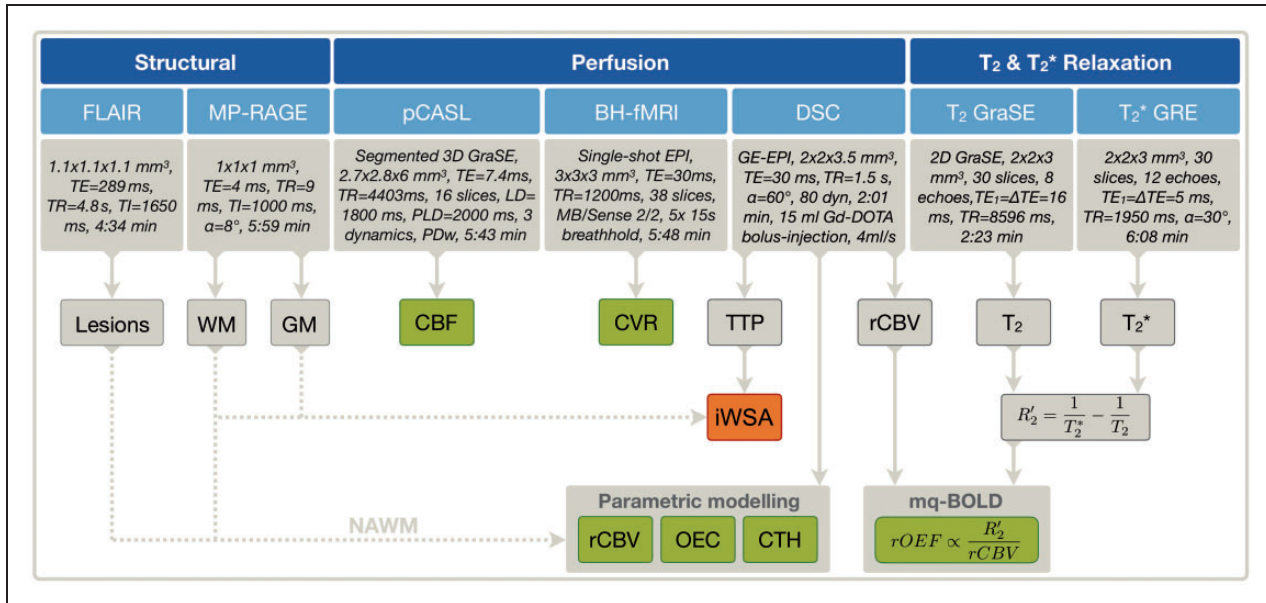 Structural
Perfusion
T₂ & T₂* Relaxation
FLAIR
MP-RAGE
pCASL
BH-fMRI
DSC
T₂ GraSE
T₂* GRE
1.1x1.1x1.1 mm³,
TE=289 ms,
TR=4.8s, TI=1650
ms, 4:34 min
1x1x1 mm³,
TE=4 ms, TR=9
ms, TI=1000 ms,
α=8°, 5:59 min
Segmented 3D GraSE,
2.7x2.8x6 mm³, TE=7.4ms,
TR=4403ms, 16 slices, LD=
1800 ms, PLD=2000 ms, 3
dynamics, PDw, 5:43 min
Single-shot EPI,
3x3x3 mm³, TE=30ms,
TR=1200ms, 38 slices,
MB/Sense 2/2, 5x 15s
breathhold, 5:48 min
GE-EPI, 2x2x3.5 mm³,
TE=30 ms, TR=1.5 s,
α=60°, 80 dyn, 2:01
min, 15 ml Gd-DOTA
bolus-injection, 4ml/s
2D GraSE, 2x2x3
mm³, 30 slices, 8
echoes,TE₁=ΔTE=16
ms, TR=8596 ms,
2:23 min
2x2x3 mm³, 30
slices, 12 echoes,
TE₁=ΔTE=5 ms,
TR=1950 ms, α=30°,
6:08 min
Lesions
WM
GM
CBF
CVR
TTP
rCBV
T₂
T₂*
iWSA
R₂′ = 1/T₂* − 1/T₂
Parametric modelling
mq-BOLD
NAWM
rCBV
OEC
CTH
rOEF ∝ R₂′/rCBV